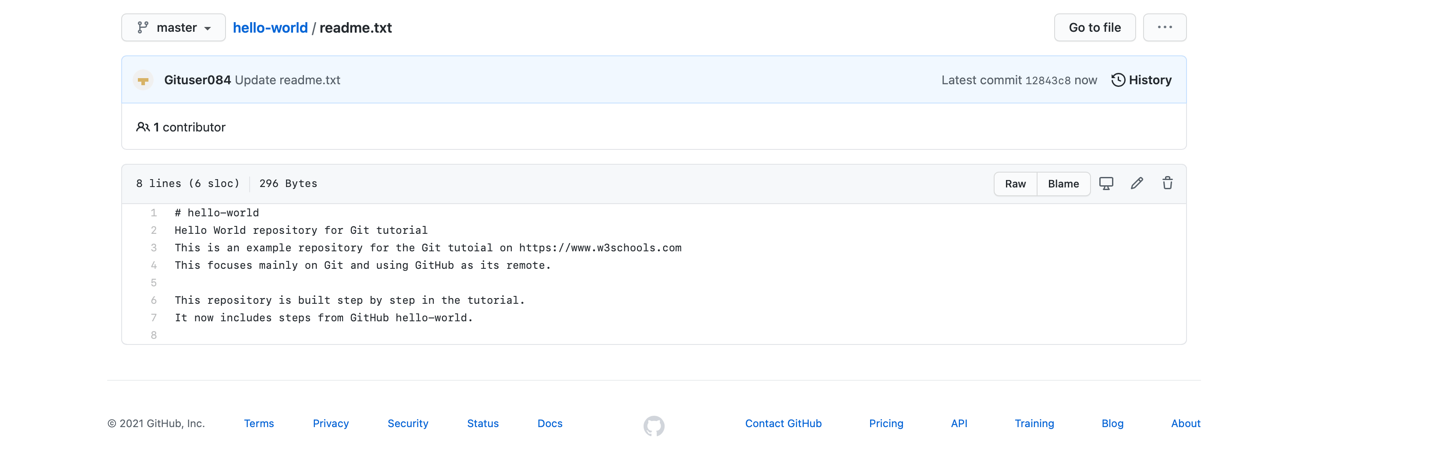 master hello-world / readme.txt Go to file ...
Gituser084 Update readme.txt Latest commit 12843c8 now History
1 contributor
8 lines (6 sloc) 296 Bytes Raw Blame
1 # hello-world
2 Hello World repository for Git tutorial
3 This is an example repository for the Git tutoial on https://www.w3schools.com
4 This focuses mainly on Git and using GitHub as its remote.
5
6 This repository is built step by step in the tutorial.
7 It now includes steps from GitHub hello-world.
8
© 2021 GitHub, Inc. Terms Privacy Security Status Docs Contact GitHub Pricing API Training Blog About